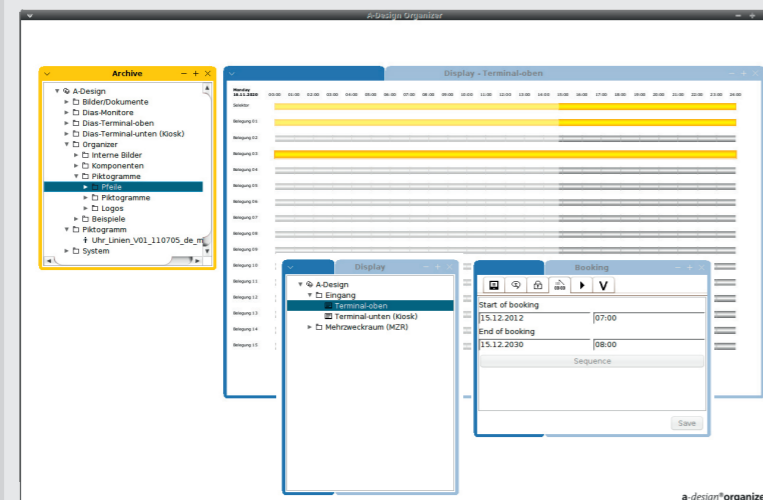 A-Design Organizer
Archive
A-Design
Bilder/Dokumente
Dias-Monitore
Dias-Terminal-oben
Dias-Terminal-unten (Kiosk)
Organizer
Interne Bilder
Komponenten
Piktogramme
Pfeile
Piktogramme
Logos
Beispiele
Piktogramm
Uhr_Linien_V01_110705_de_m
System
Display - Terminal-oben
Monday
16.11.2020 00:00 01:00 02:00 03:00 04:00 05:00 06:00 07:00 08:00 09:00 10:00 11:00 12:00 13:00 14:00 15:00 16:00 17:00 18:00 19:00 20:00 21:00 22:00 23:00 24:00
Selektor
Belegung 01
Belegung 02
Belegung 03
Belegung 04
Belegung 05
Belegung 06
Belegung 07
Belegung 08
Belegung 09
Belegung 10
Belegung 11
Belegung 12
Belegung 13
Belegung 14
Belegung 15
Display
A-Design
Eingang
Terminal-oben
Terminal-unten (Kiosk)
Mehrzweckraum (MZR)
Booking
V
Start of booking
15.12.2012 07:00
End of booking
15.12.2030 08:00
Sequence
Save
a-design®organize